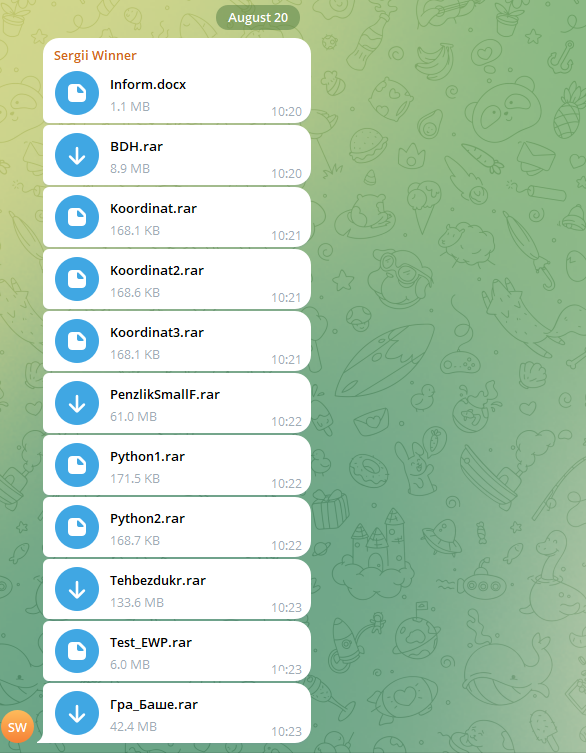 August 20
Sergii Winner
Inform.docx
1.1 MB 10:20
BDH.rar
8.9 MB 10:20
Koordinat.rar
168.1 KB 10:21
Koordinat2.rar
168.6 KB 10:21
Koordinat3.rar
168.1 KB 10:21
PenzlikSmallF.rar
61.0 MB 10:22
Python1.rar
171.5 KB 10:22
Python2.rar
168.7 KB 10:22
Tehbezdukr.rar
133.6 MB 10:23
Test_EWP.rar
6.0 MB 10:23
Гра_Баше.rar
42.4 MB 10:23
SW